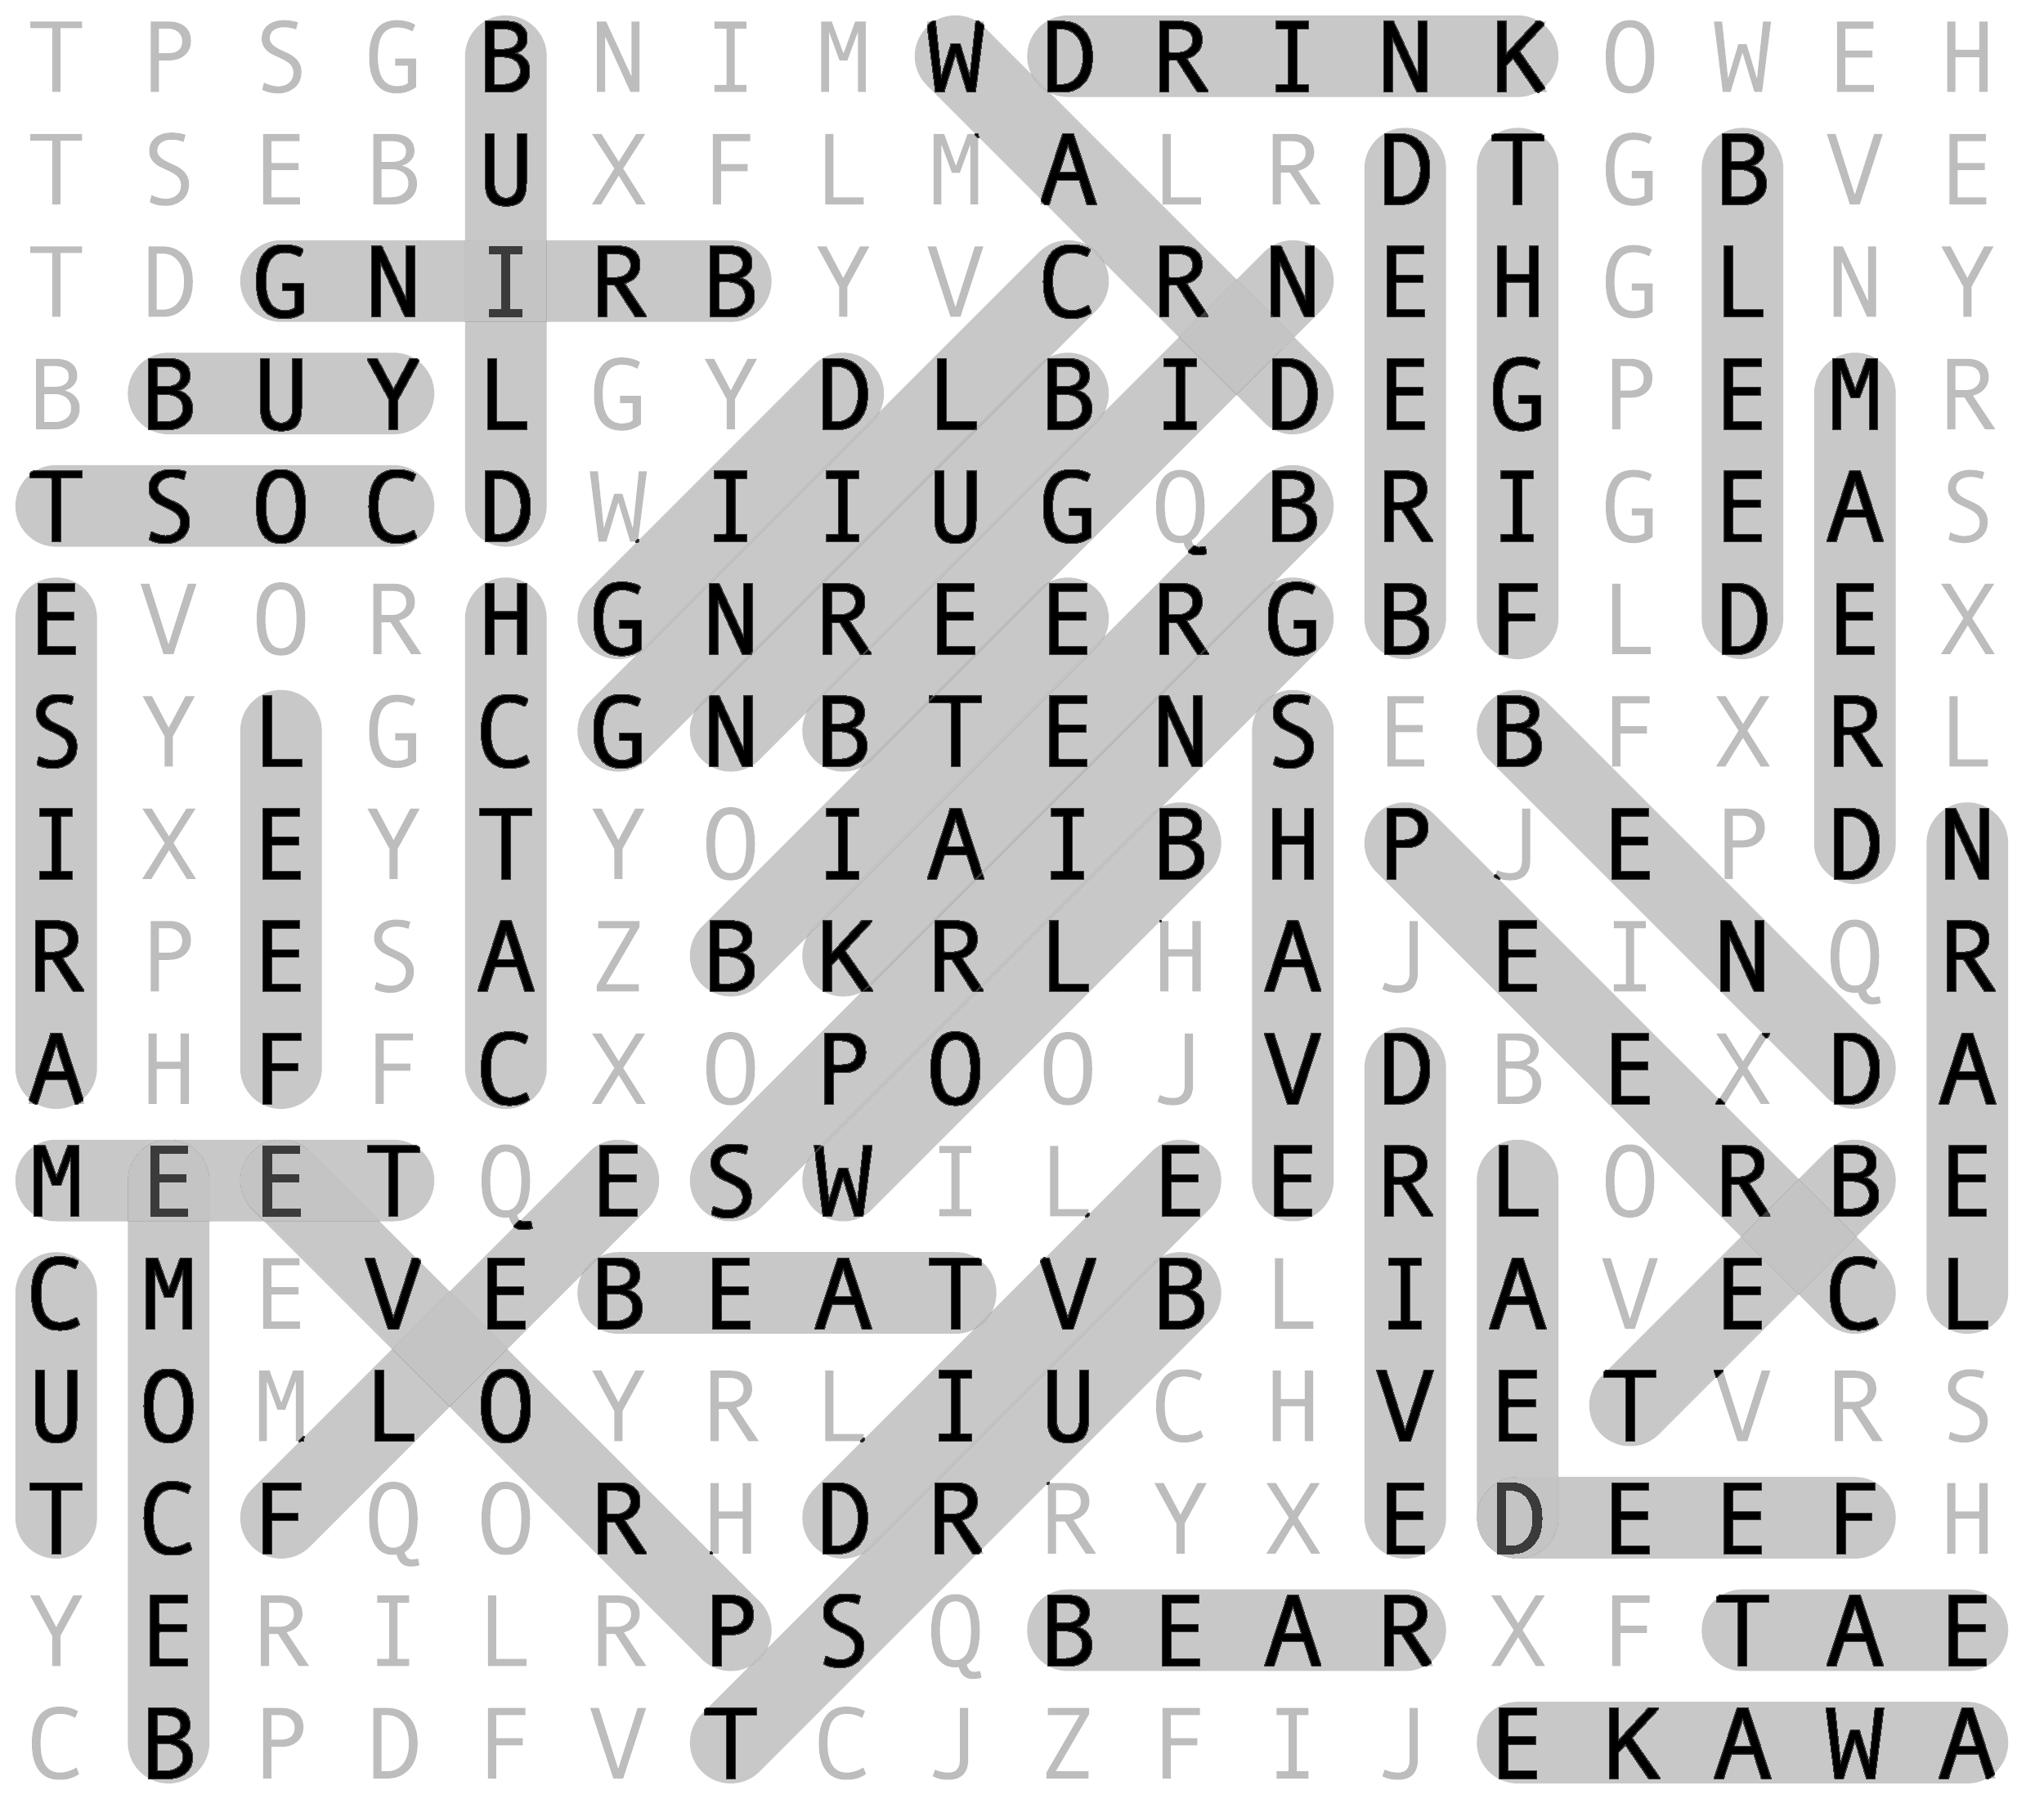 T P S G B N I M W D R I N K O W E H
T S E B U X F L M A L R D T G B V E
T D G N I R B Y V C R N E H G L N Y
B B U Y L G Y D L B I D E G P E M R
T S O C D W I I U G Q B R I G E A S
E V O R H G N R E E R G B F L D E X
S Y L G C G N B T E N S E B F X R L
I X E Y T Y O I A I B H P J E P D N
R P E S A Z B K R L H A J E I N Q R
A H F F C X O P O O J V D B E X D A
M E E T Q E S W I L E E R L O R B E
C M E V E B E A T V B L I A V E C L
U O M L O Y R L I U C H V E T V R S
T C F Q O R H D R R Y X E D E E F H
Y E R I L R P S Q B E A R X F T A E
C B P D F V T C J Z F I J E K A W A